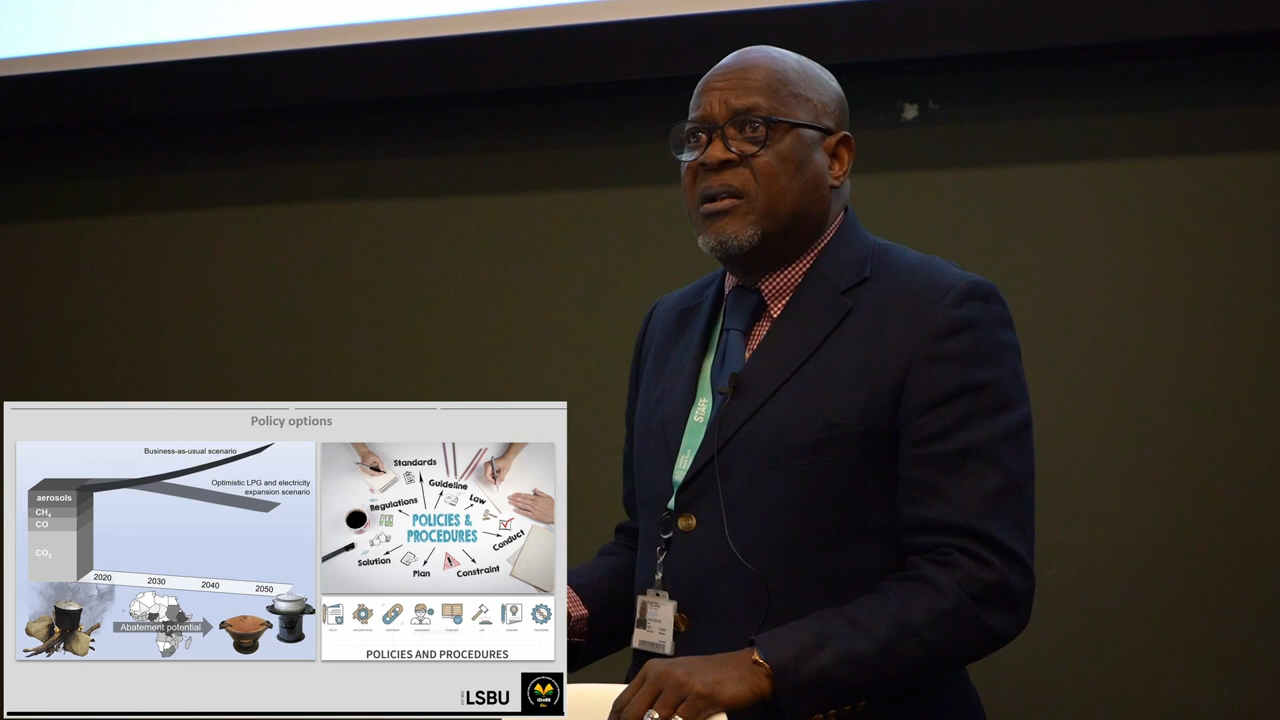 Policy options
Business-as-usual scenario
Optimistic LPG and electricity
expansion scenario
aerosols
CH₄
CO
CO₂
2020
2030
2040
2050
Abatement potential
Standards
Guideline
Law
Regulations
POLICIES &
PROCEDURES
Conduct
Solution
Plan
Constraint
POLICIES AND PROCEDURES
LSBU
IDoBE
STAFF